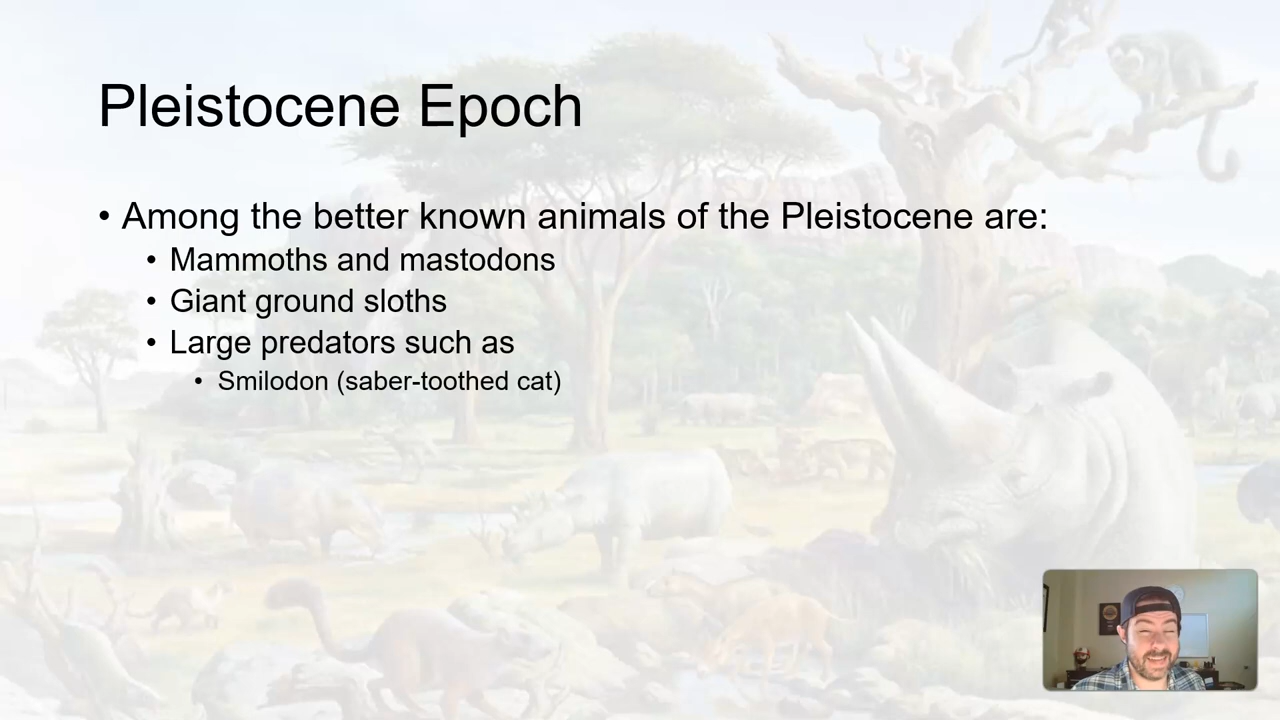 Pleistocene Epoch
• Among the better known animals of the Pleistocene are:
• Mammoths and mastodons
• Giant ground sloths
• Large predators such as
• Smilodon (saber-toothed cat)